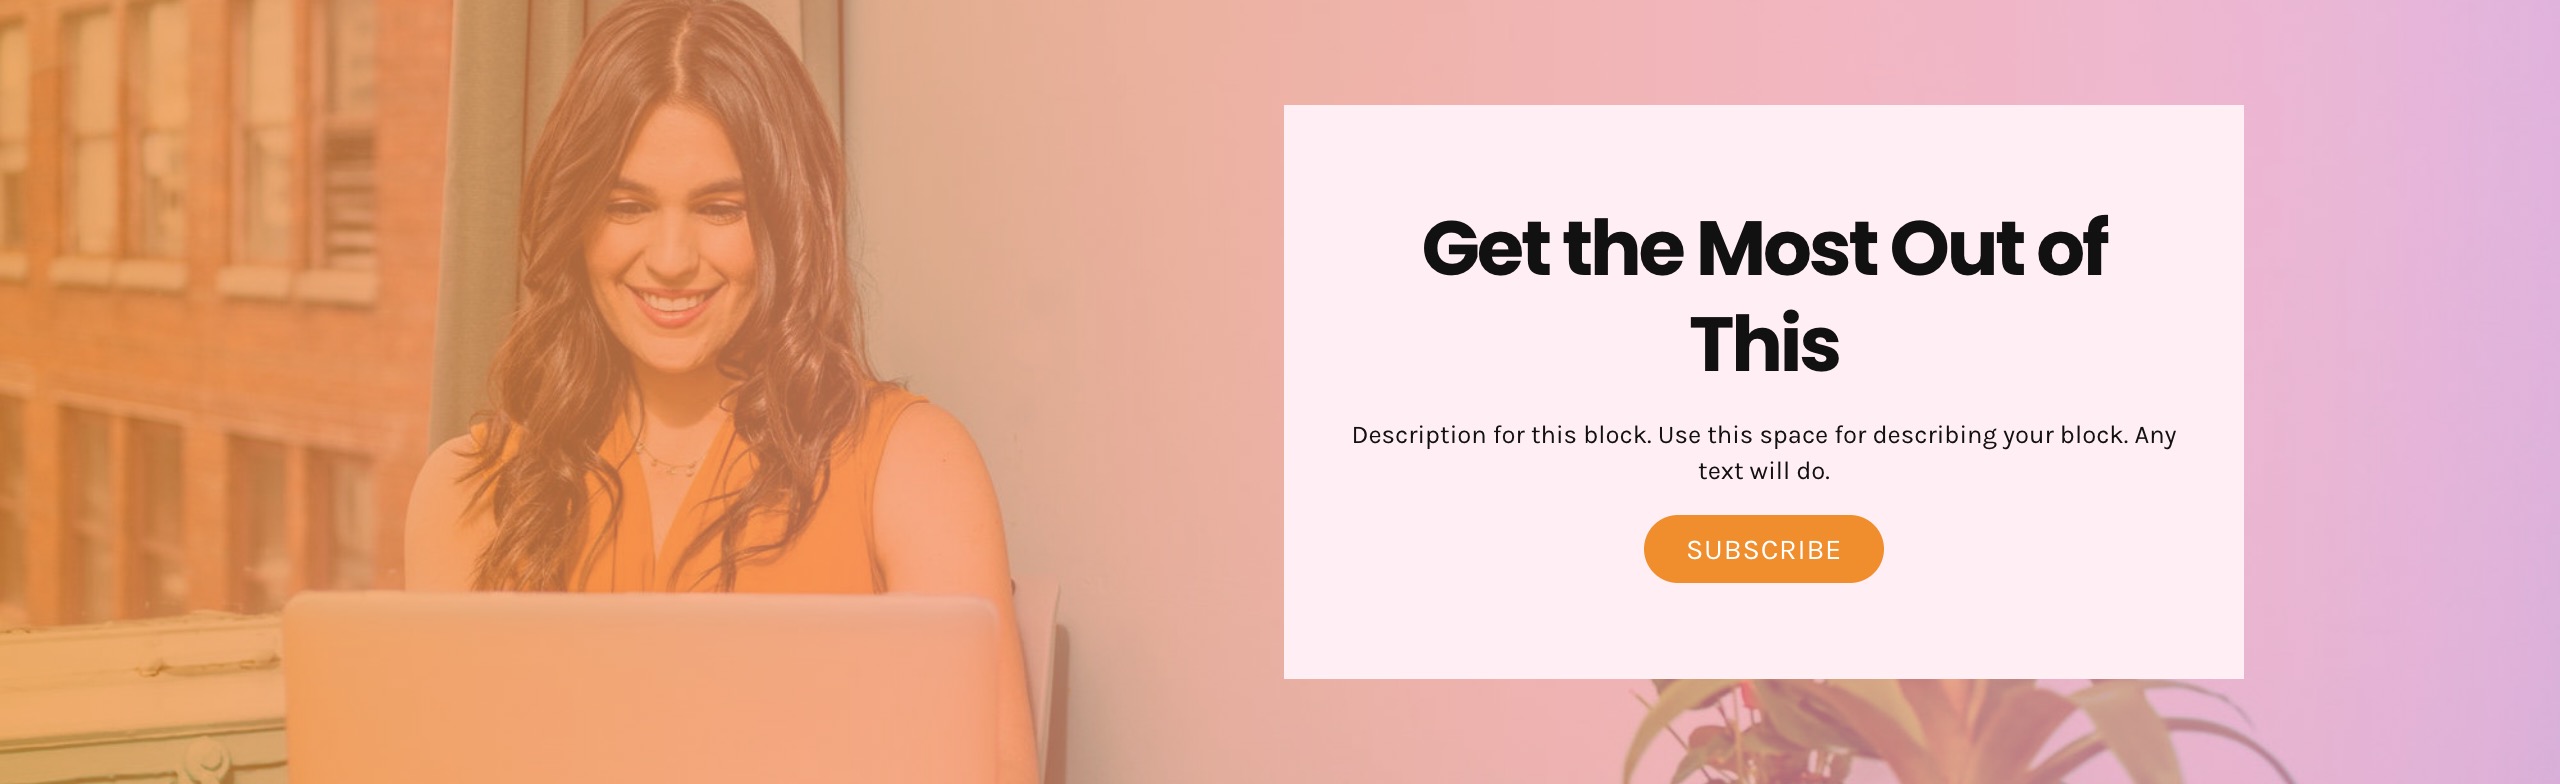 Get the Most Out of
This
Description for this block. Use this space for describing your block. Any
text will do.
SUBSCRIBE